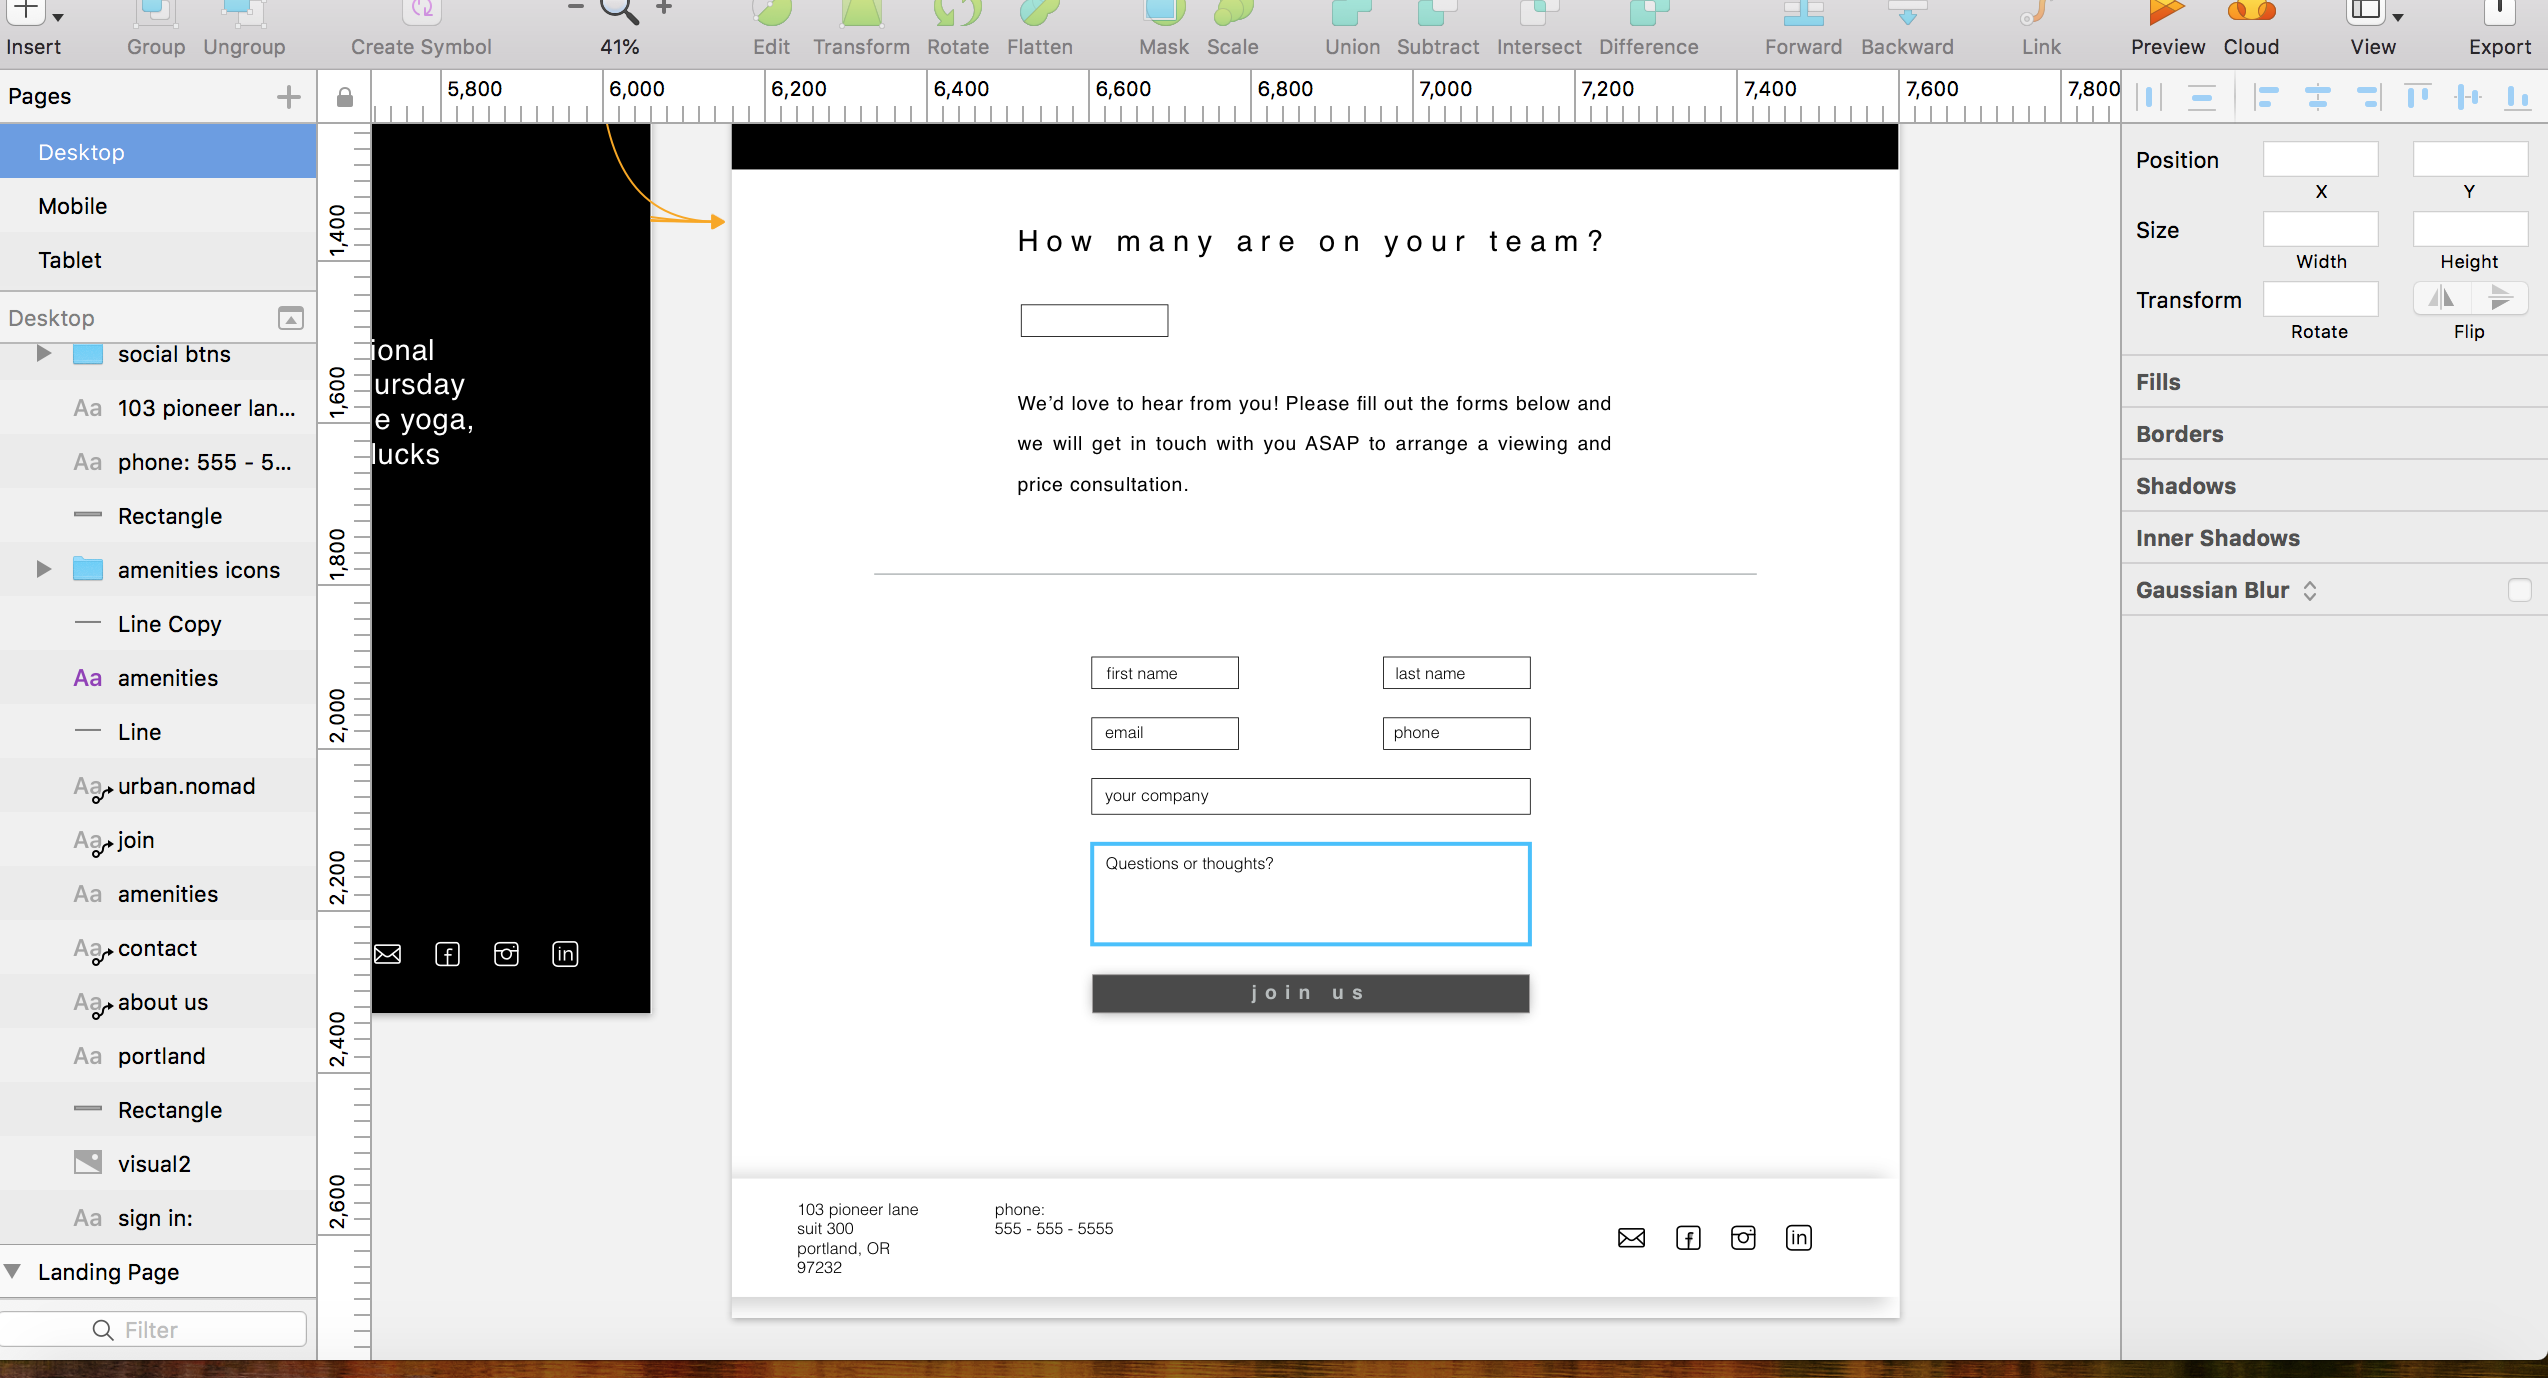 Insert
Group
Ungroup
Create Symbol
41%
Edit
Transform
Rotate
Flatten
Mask
Scale
Union
Subtract
Intersect
Difference
Forward
Backward
Link
Preview
Cloud
View
Export
Pages
5,800
6,000
6,200
6,400
6,600
6,800
7,000
7,200
7,400
7,600
7,800
Desktop
Mobile
Tablet
Desktop
social btns
Aa 103 pioneer lan...
Aa phone: 555 - 5...
Rectangle
amenities icons
Line Copy
Aa amenities
Line
Aa urban.nomad
Aa join
Aa amenities
Aa contact
Aa about us
Aa portland
Rectangle
visual2
Aa sign in:
Landing Page
Filter
1,400
1,600
1,800
2,000
2,200
2,400
2,600
ional
ursday
e yoga,
lucks
f
in
How many are on your team?
We’d love to hear from you! Please fill out the forms below and
we will get in touch with you ASAP to arrange a viewing and
price consultation.
first name
last name
email
phone
your company
Questions or thoughts?
join us
103 pioneer lane
suit 300
portland, OR
97232
phone:
555 - 555 - 5555
f
in
Position
X
Y
Size
Width
Height
Transform
Rotate
Flip
Fills
Borders
Shadows
Inner Shadows
Gaussian Blur